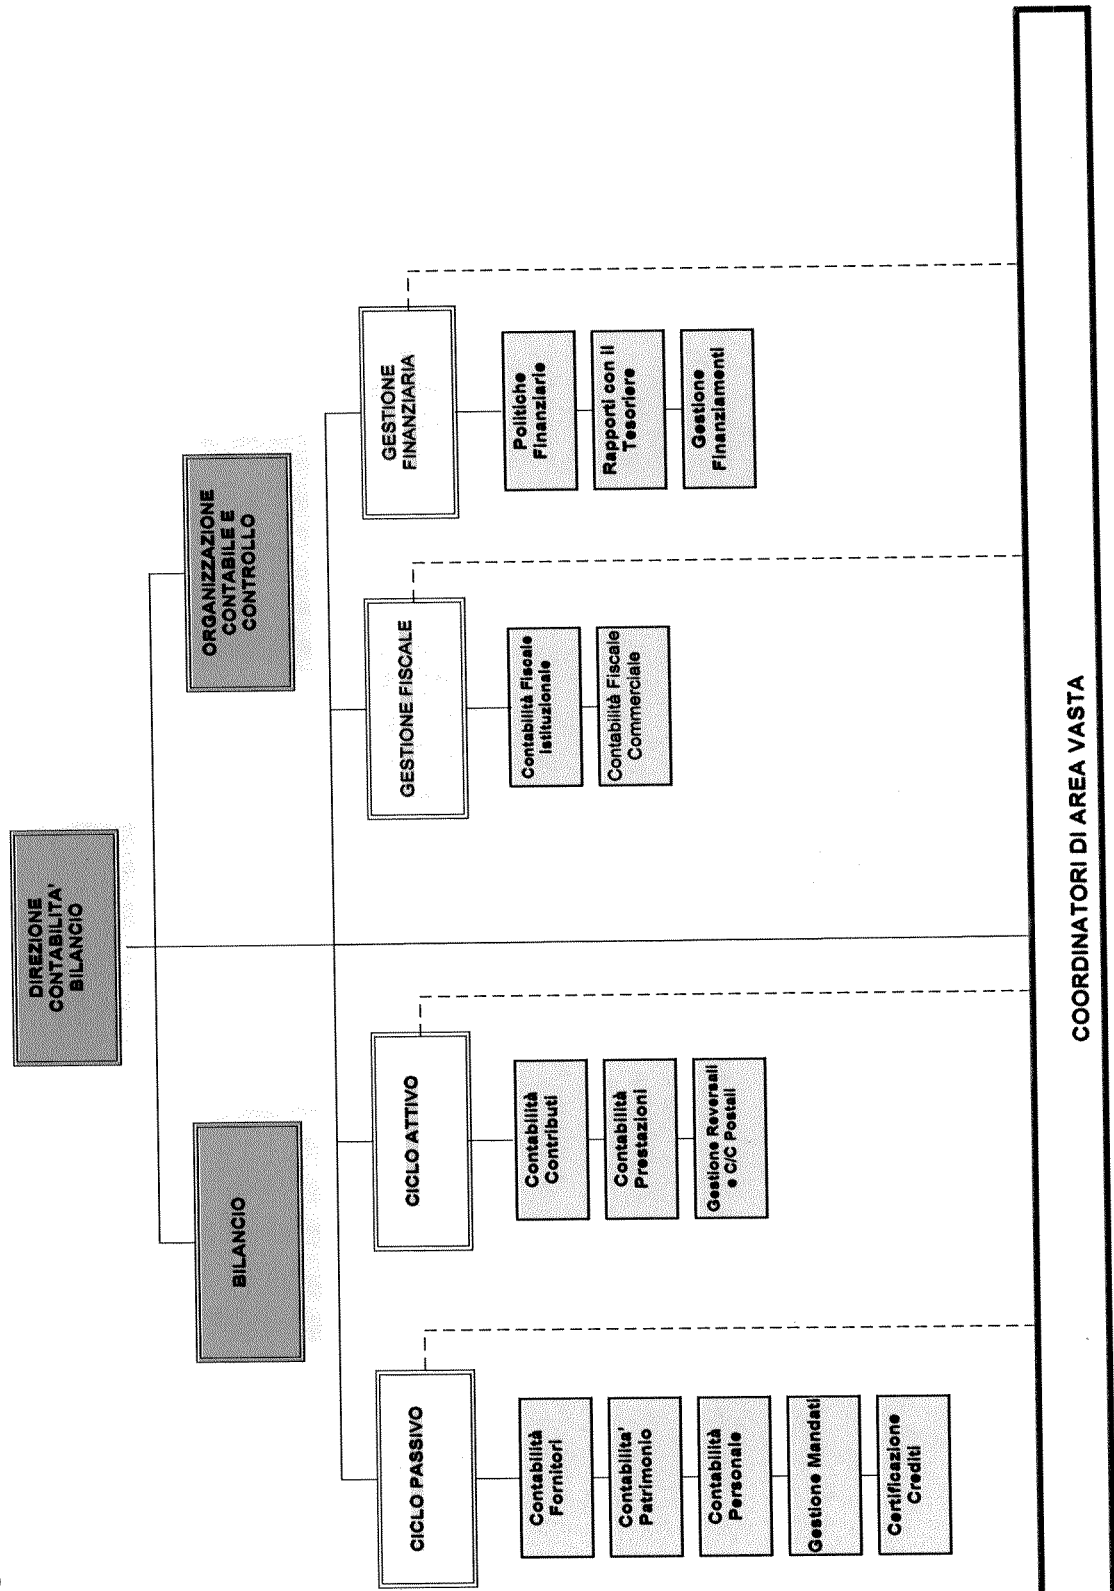 DIREZIONE
CONTABILITA'
BILANCIO
BILANCIO
ORGANIZZAZIONE
CONTABILE E
CONTROLLO
CICLO PASSIVO
CICLO ATTIVO
GESTIONE FISCALE
GESTIONE
FINANZIARIA
Contabilità
Fornitori
Contabilita'
Patrimonio
Contabilità
Personale
Gestione Mandati
Certificazione
Crediti
Contabilità
Contributi
Contabilità
Prestazioni
Gestione Reversali
e C/C Postali
Contabilità Fiscale
Istituzionale
Contabilità Fiscale
Commerciale
Politiche
Finanziarie
Rapporti con il
Tesoriere
Gestione
Finanziamenti
COORDINATORI DI AREA VASTA